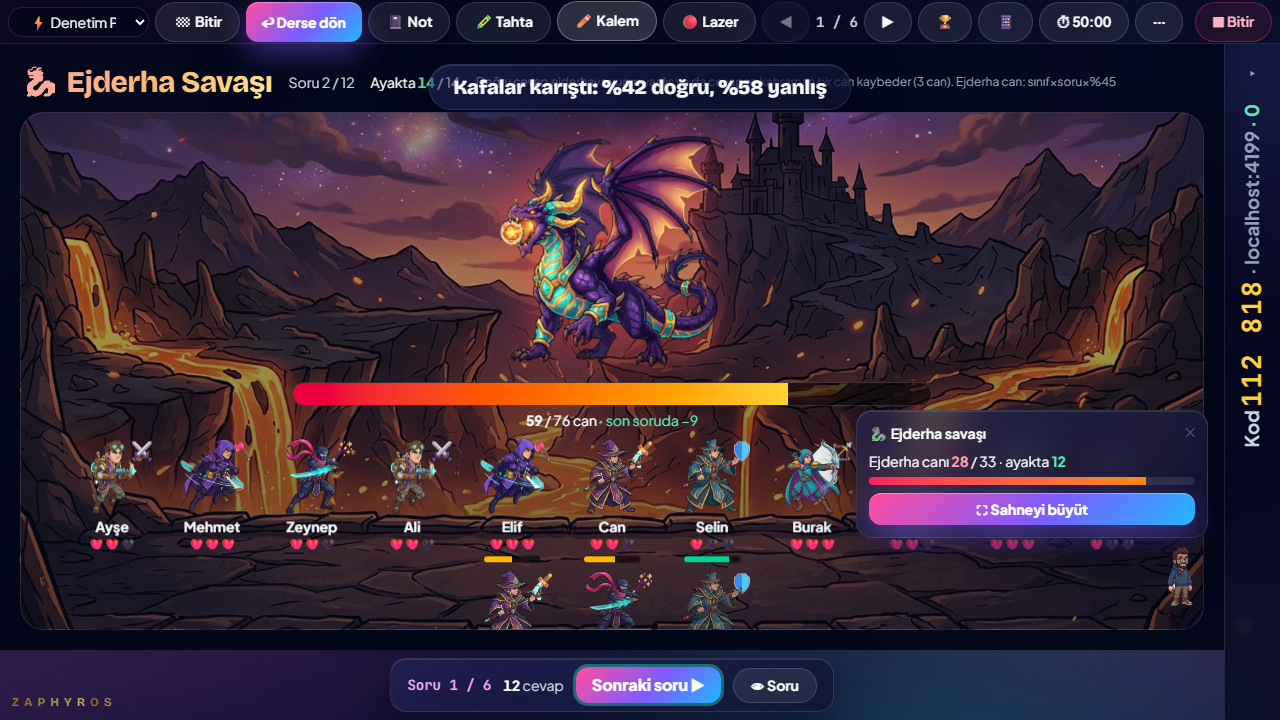 Denetim F
Bitir
Derse dön
Not
Tahta
Kalem
Lazer
1 / 6
50:00
Bitir
Ejderha Savaşı
Soru 2 / 12
Ayakta 14 / 14
Kafalar karıştı: %42 doğru, %58 yanlış
bir can kaybeder (3 can). Ejderha can: sınıf×soru×%45
59 / 76 can · son soruda −9
Ayşe
Mehmet
Zeynep
Ali
Elif
Can
Selin
Burak
Ejderha savaşı
Ejderha canı 28 / 33 · ayakta 12
Sahneyi büyüt
Kod 112 818 · localhost:4199 · 0
Soru 1 / 6
12 cevap
Sonraki soru
Soru
ZAPHYROS